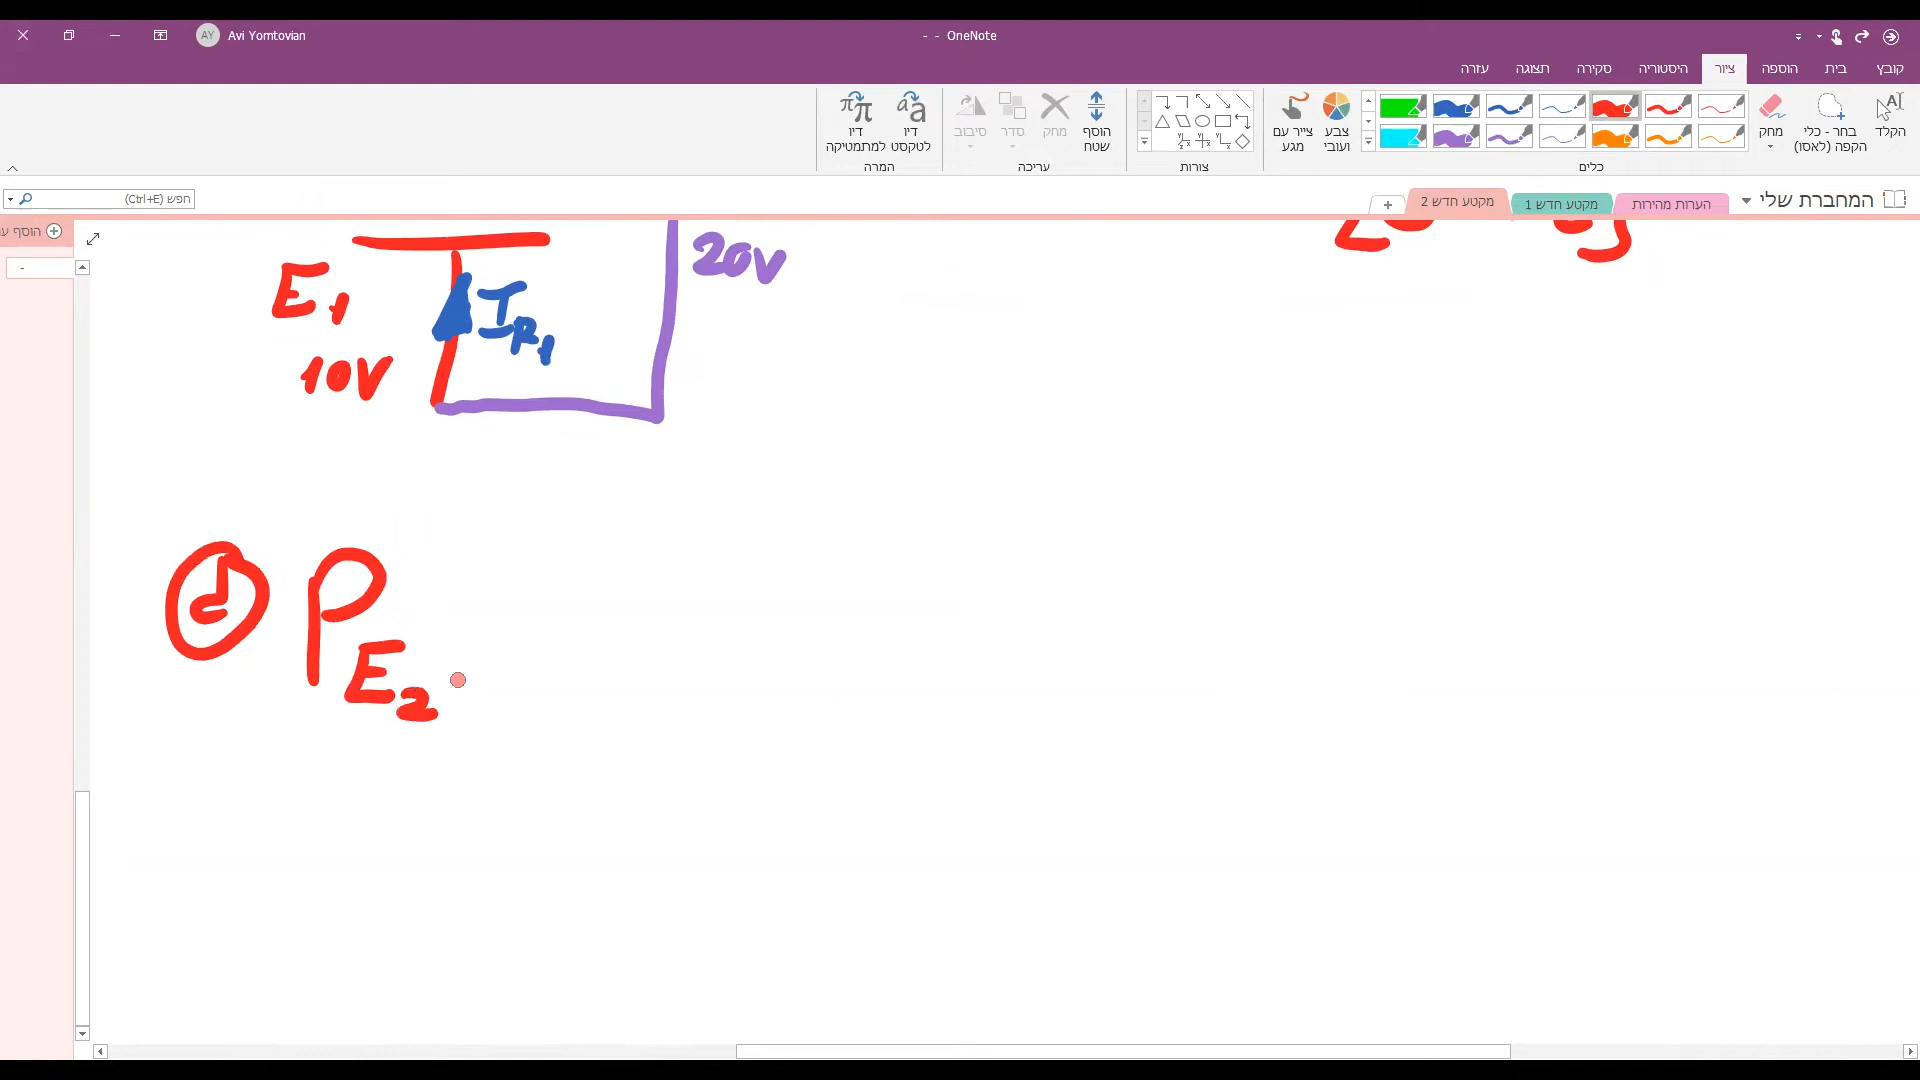 AY Avi Yomtovian
- - OneNote
קובץ בית הוספה ציור היסטוריה סקירה תצוגה עזרה
הקלד
בחר - כלי הקפה (לאסו)
מחק
כלים
צבע ועובי
צייר עם מגע
צורות
הוסף שטח
מחק
סדר
סיבוב
עריכה
דיו לטקסט
דיו למתמטיקה
המרה
המחברת שלי
הערות מהירות
מקטע חדש 1
מקטע חדש 2
+
חפש (Ctrl+E)
-
20V
E1
IR1
10V
P E2